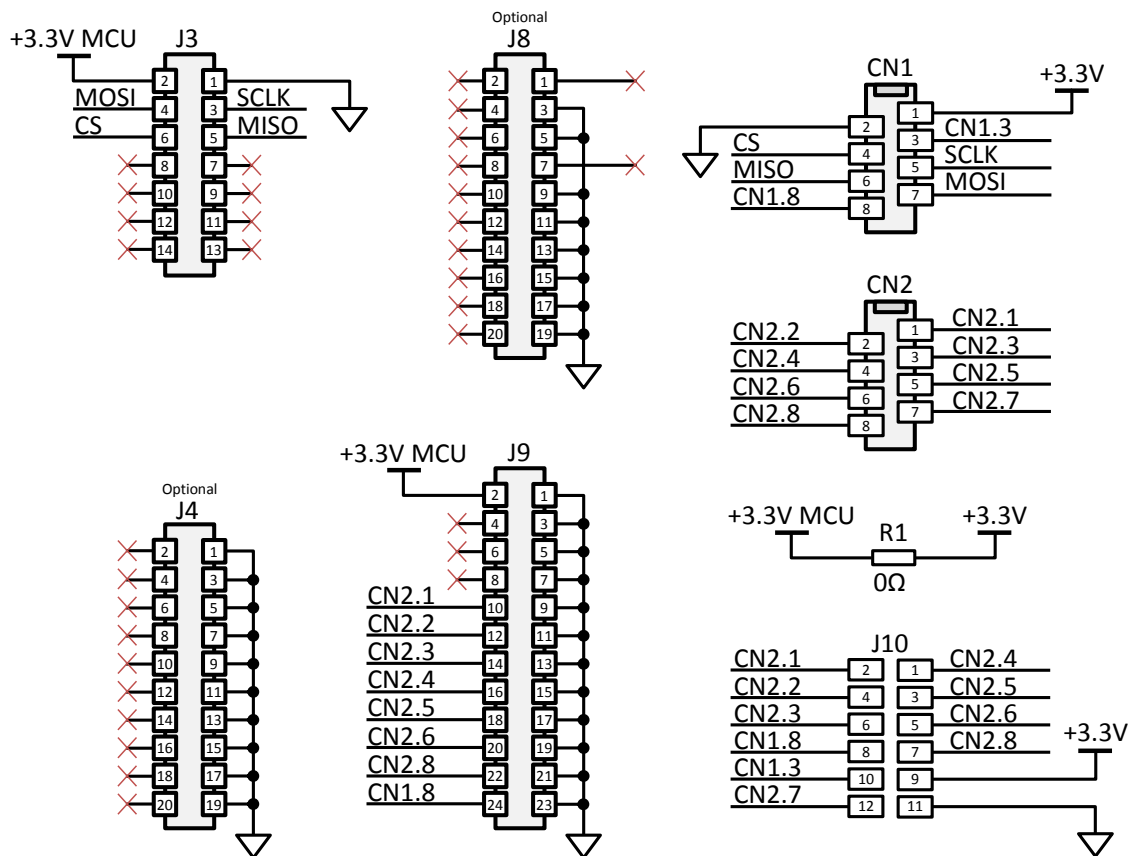 +3.3V MCU
J3
2 1
MOSI 4 3 SCLK
CS 6 5 MISO
8 7
10 9
12 11
14 13
Optional
J8
2 1
4 3
6 5
8 7
10 9
12 11
14 13
16 15
18 17
20 19
CN1
+3.3V
1
2
CN1.3
3
CS
4
SCLK
5
MISO
6
MOSI
7
CN1.8
8
CN2
CN2.1
1
CN2.2
2
CN2.3
3
CN2.4
4
CN2.5
5
CN2.6
6
CN2.7
7
CN2.8
8
Optional
J4
2 1
4 3
6 5
8 7
10 9
12 11
14 13
16 15
18 17
20 19
+3.3V MCU
J9
2 1
4 3
6 5
8 7
CN2.1 10 9
CN2.2 12 11
CN2.3 14 13
CN2.4 16 15
CN2.5 18 17
CN2.6 20 19
CN2.8 22 21
CN1.8 24 23
+3.3V MCU
R1
+3.3V
0Ω
J10
CN2.1 2 1 CN2.4
CN2.2 4 3 CN2.5
CN2.3 6 5 CN2.6
CN1.8 8 7 CN2.8
+3.3V
CN1.3 10 9
CN2.7 12 11